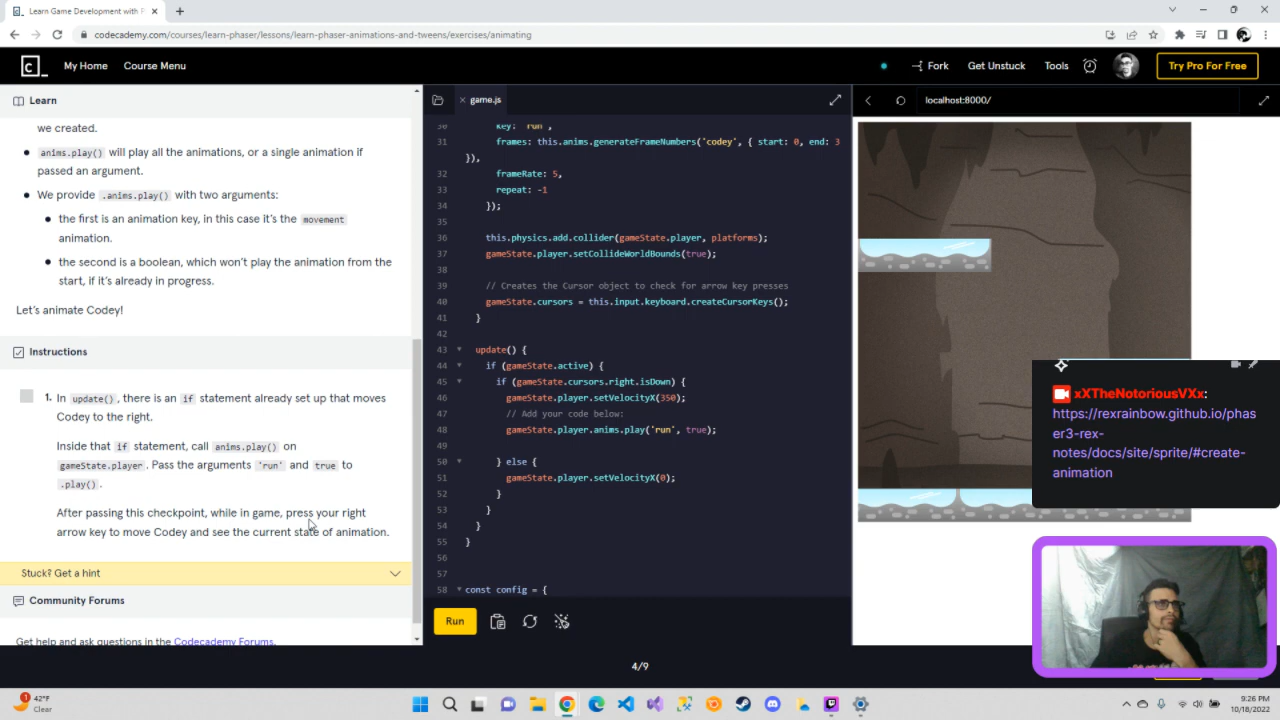 Learn Game Development with P
codecademy.com/courses/learn-phaser/lessons/learn-phaser-animations-and-tweens/exercises/animating
My Home Course Menu Fork Get Unstuck Tools Try Pro For Free
Learn
we created.
anims.play() will play all the animations, or a single animation if
passed an argument.
We provide .anims.play() with two arguments:
the first is an animation key, in this case it's the movement
animation.
the second is a boolean, which won't play the animation from the
start, if it's already in progress.
Let's animate Codey!
Instructions
1. In update(), there is an if statement already set up that moves
Codey to the right.
Inside that if statement, call anims.play() on
gameState.player. Pass the arguments 'run' and true to
.play().
After passing this checkpoint, while in game, press your right
arrow key to move Codey and see the current state of animation.
Stuck? Get a hint
Community Forums
Get help and ask questions in the Codecademy Forums.
game.js
30 key: 'run',
31 frames: this.anims.generateFrameNumbers('codey', { start: 0, end: 3
}),
32 frameRate: 5,
33 repeat: -1
34 });
35
36 this.physics.add.collider(gameState.player, platforms);
37 gameState.player.setCollideWorldBounds(true);
38
39 // Creates the Cursor object to check for arrow key presses
40 gameState.cursors = this.input.keyboard.createCursorKeys();
41 }
42
43 update() {
44 if (gameState.active) {
45 if (gameState.cursors.right.isDown) {
46 gameState.player.setVelocityX(350);
47 // Add your code below:
48 gameState.player.anims.play('run', true);
49
50 } else {
51 gameState.player.setVelocityX(0);
52 }
53 }
54 }
55 }
56
57
58 const config = {
Run
localhost:8000/
xXTheNotoriousVXx:
https://rexrainbow.github.io/phas
er3-rex-
notes/docs/site/sprite/#create-
animation
4/9
1
42°F
Clear
9:26 PM
10/18/2022